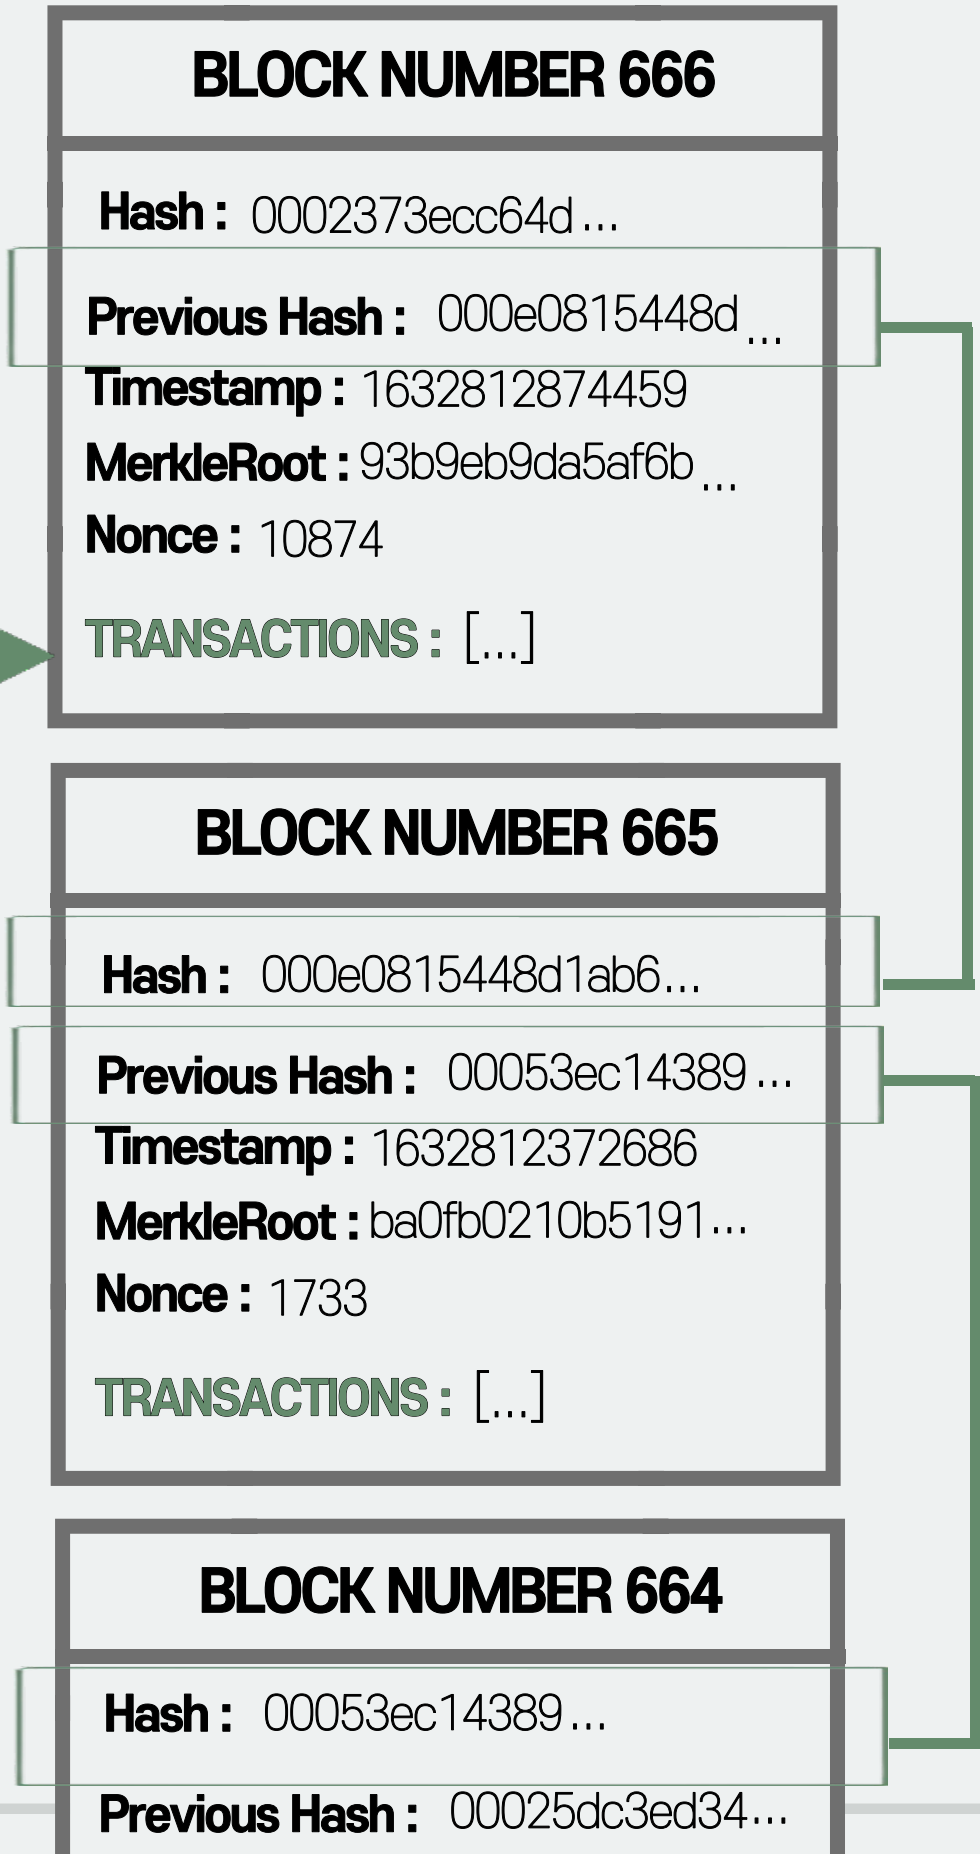 BLOCK NUMBER 666
Hash : 0002373ecc64d...
Previous Hash : 000e0815448d...
Timestamp : 1632812874459
MerkleRoot : 93b9eb9da5af6b...
Nonce : 10874
TRANSACTIONS : [...]
BLOCK NUMBER 665
Hash : 000e0815448d1ab6...
Previous Hash : 00053ec14389...
Timestamp : 1632812372686
MerkleRoot : ba0fb0210b5191...
Nonce : 1733
TRANSACTIONS : [...]
BLOCK NUMBER 664
Hash : 00053ec14389...
Previous Hash : 00025dc3ed34...